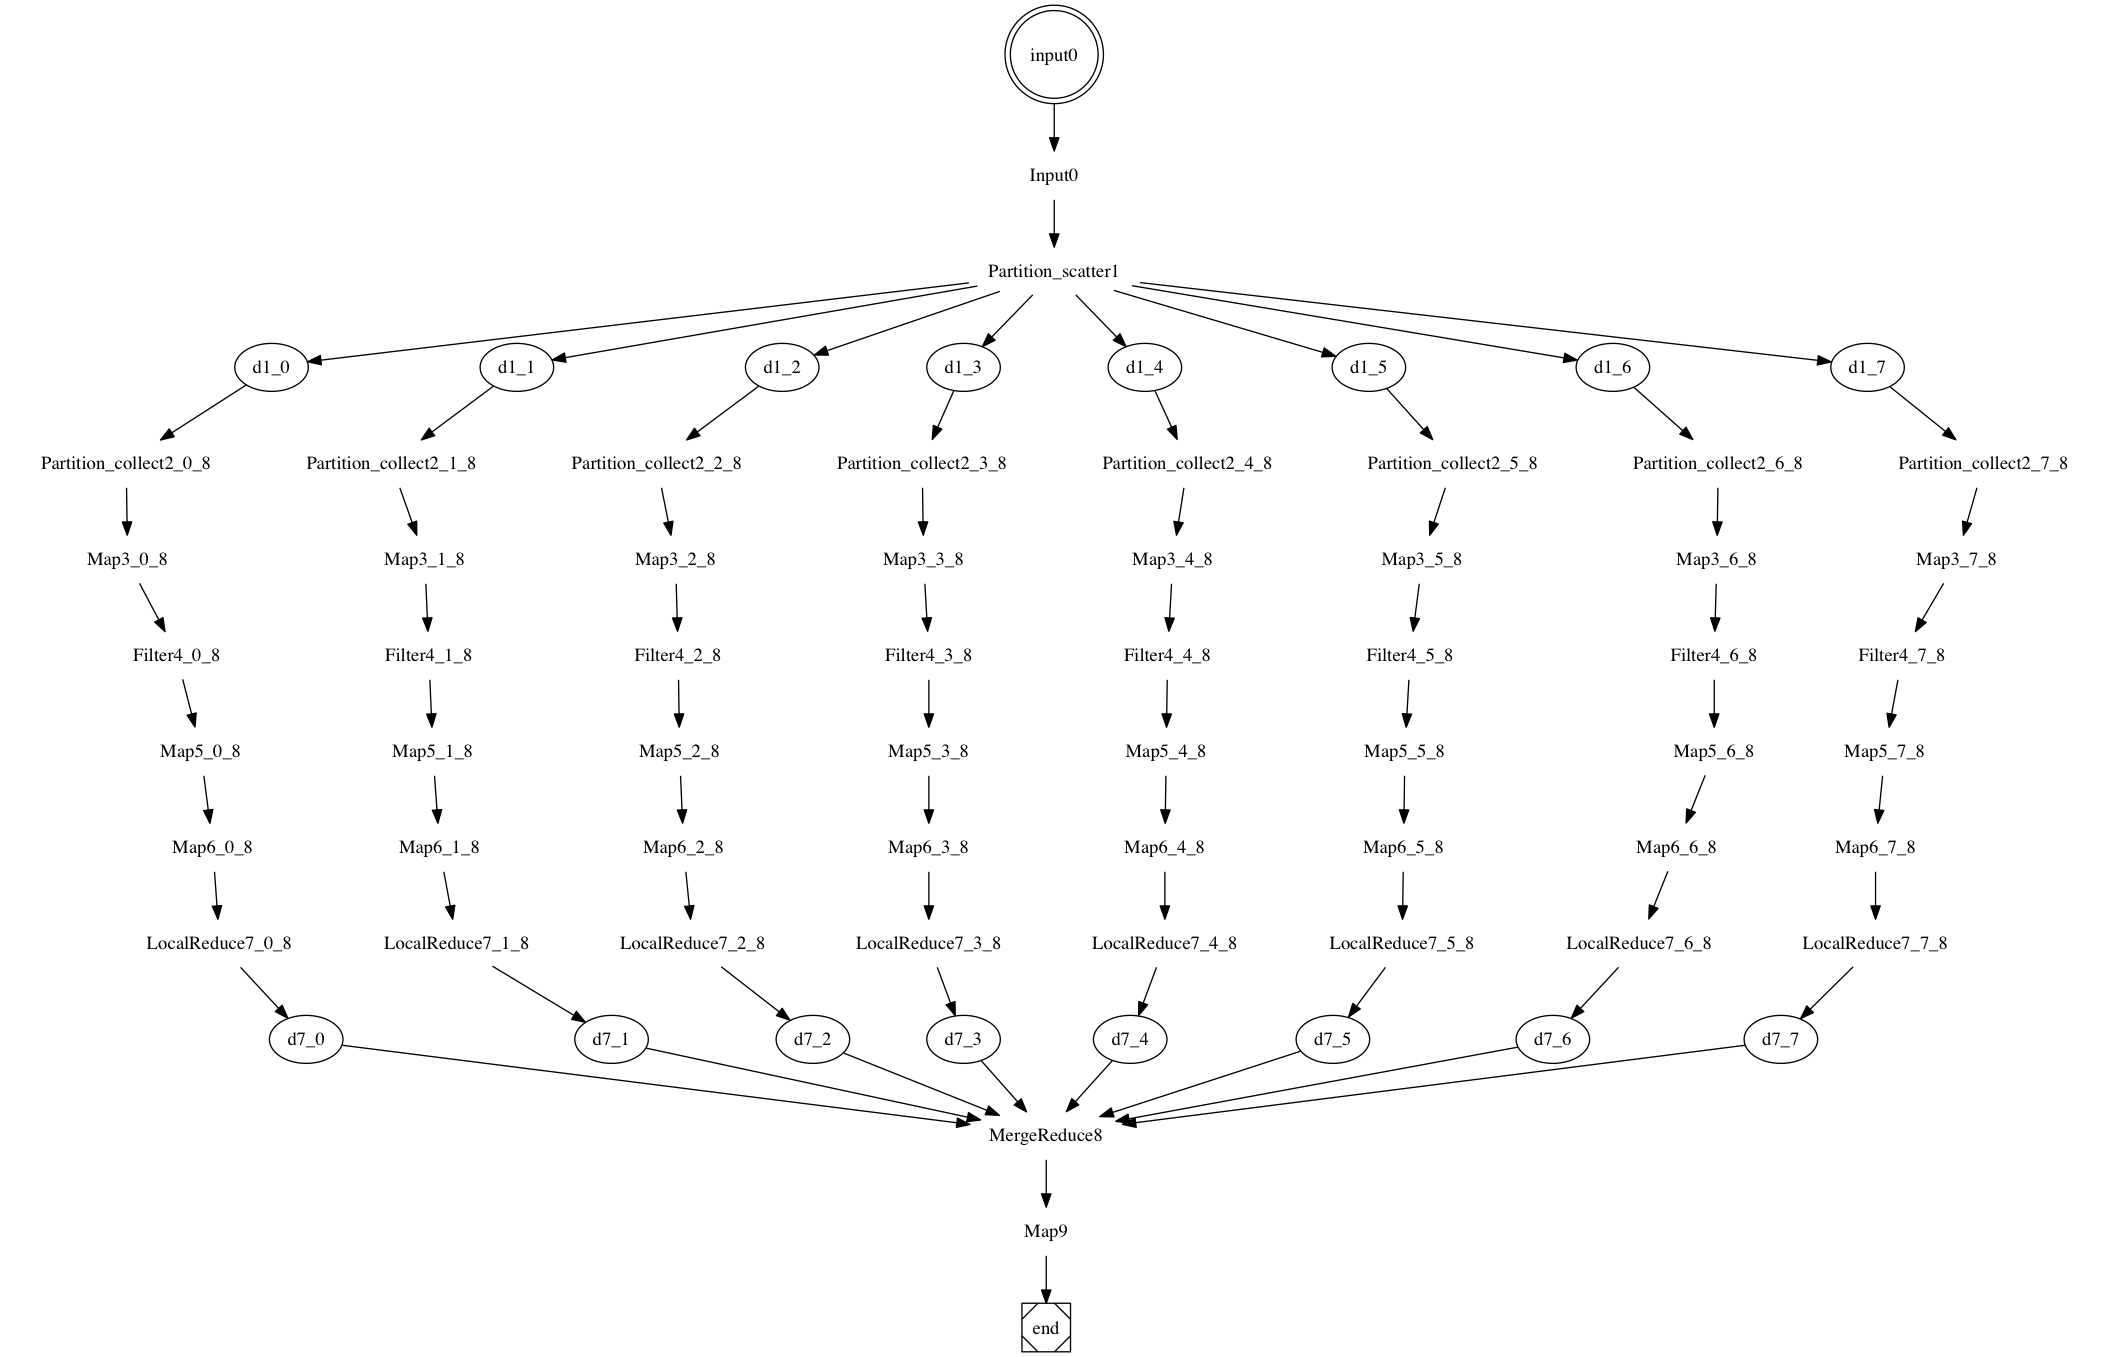 input0
Input0
Partition_scatter1
d1_0 d1_1 d1_2 d1_3 d1_4 d1_5 d1_6 d1_7
Partition_collect2_0_8 Partition_collect2_1_8 Partition_collect2_2_8 Partition_collect2_3_8 Partition_collect2_4_8 Partition_collect2_5_8 Partition_collect2_6_8 Partition_collect2_7_8
Map3_0_8 Map3_1_8 Map3_2_8 Map3_3_8 Map3_4_8 Map3_5_8 Map3_6_8 Map3_7_8
Filter4_0_8 Filter4_1_8 Filter4_2_8 Filter4_3_8 Filter4_4_8 Filter4_5_8 Filter4_6_8 Filter4_7_8
Map5_0_8 Map5_1_8 Map5_2_8 Map5_3_8 Map5_4_8 Map5_5_8 Map5_6_8 Map5_7_8
Map6_0_8 Map6_1_8 Map6_2_8 Map6_3_8 Map6_4_8 Map6_5_8 Map6_6_8 Map6_7_8
LocalReduce7_0_8 LocalReduce7_1_8 LocalReduce7_2_8 LocalReduce7_3_8 LocalReduce7_4_8 LocalReduce7_5_8 LocalReduce7_6_8 LocalReduce7_7_8
d7_0 d7_1 d7_2 d7_3 d7_4 d7_5 d7_6 d7_7
MergeReduce8
Map9
end